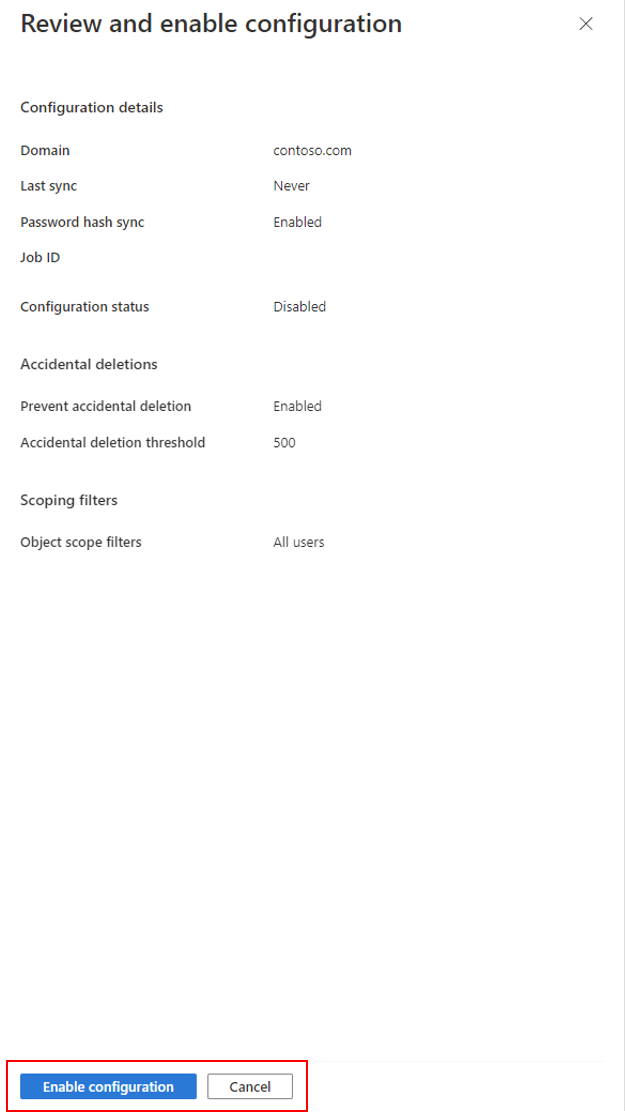 Review and enable configuration
Configuration details
Domain contoso.com
Last sync Never
Password hash sync Enabled
Job ID
Configuration status Disabled
Accidental deletions
Prevent accidental deletion Enabled
Accidental deletion threshold 500
Scoping filters
Object scope filters All users
Enable configuration Cancel